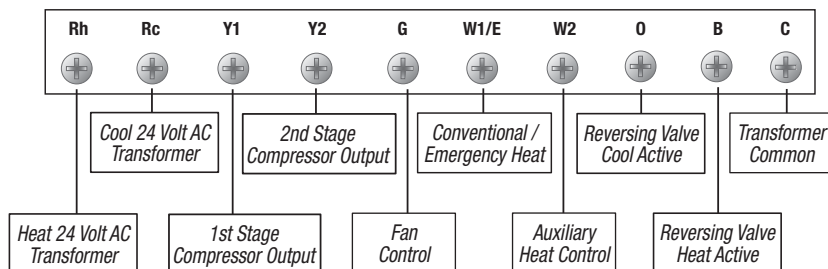 Rh Rc Y1 Y2 G W1/E W2 O B C
Cool 24 Volt AC
Transformer
2nd Stage
Compressor Output
Conventional /
Emergency Heat
Reversing Valve
Cool Active
Transformer
Common
Heat 24 Volt AC
Transformer
1st Stage
Compressor Output
Fan
Control
Auxiliary
Heat Control
Reversing Valve
Heat Active